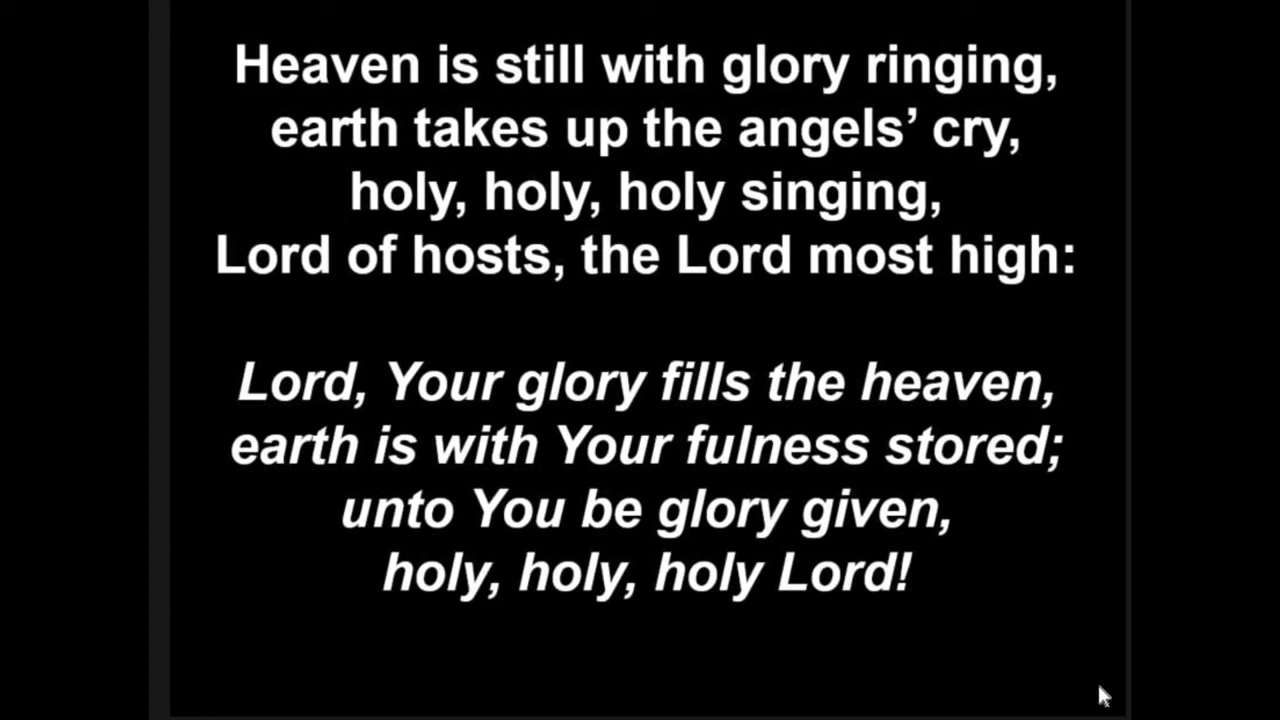 Heaven is still with glory ringing,
earth takes up the angels’ cry,
holy, holy, holy singing,
Lord of hosts, the Lord most high:
Lord, Your glory fills the heaven,
earth is with Your fulness stored;
unto You be glory given,
holy, holy, holy Lord!